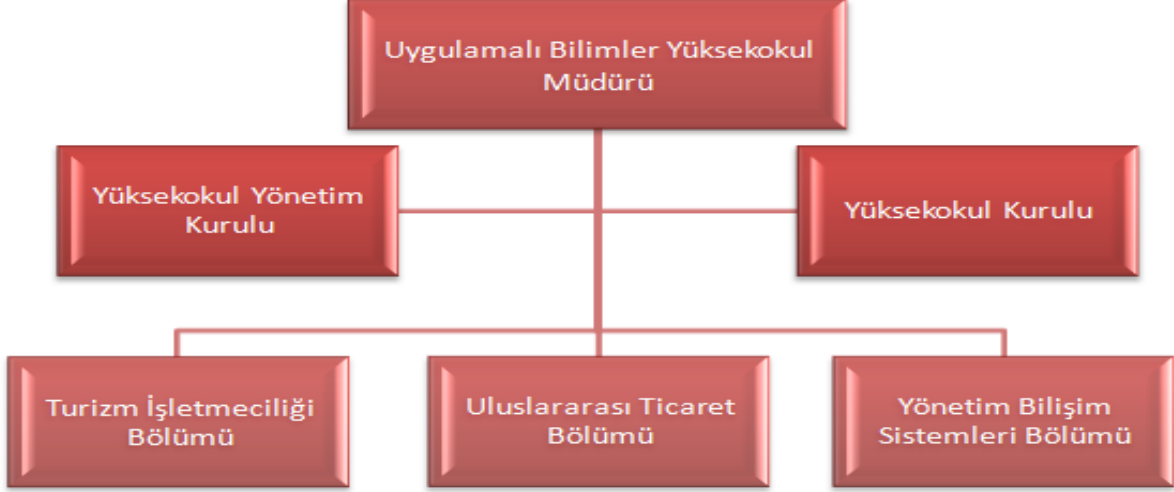 Uygulamalı Bilimler Yüksekokul
Müdürü
Yüksekokul Yönetim
Kurulu
Yüksekokul Kurulu
Turizm İşletmeciliği
Bölümü
Uluslararası Ticaret
Bölümü
Yönetim Bilişim
Sistemleri Bölümü